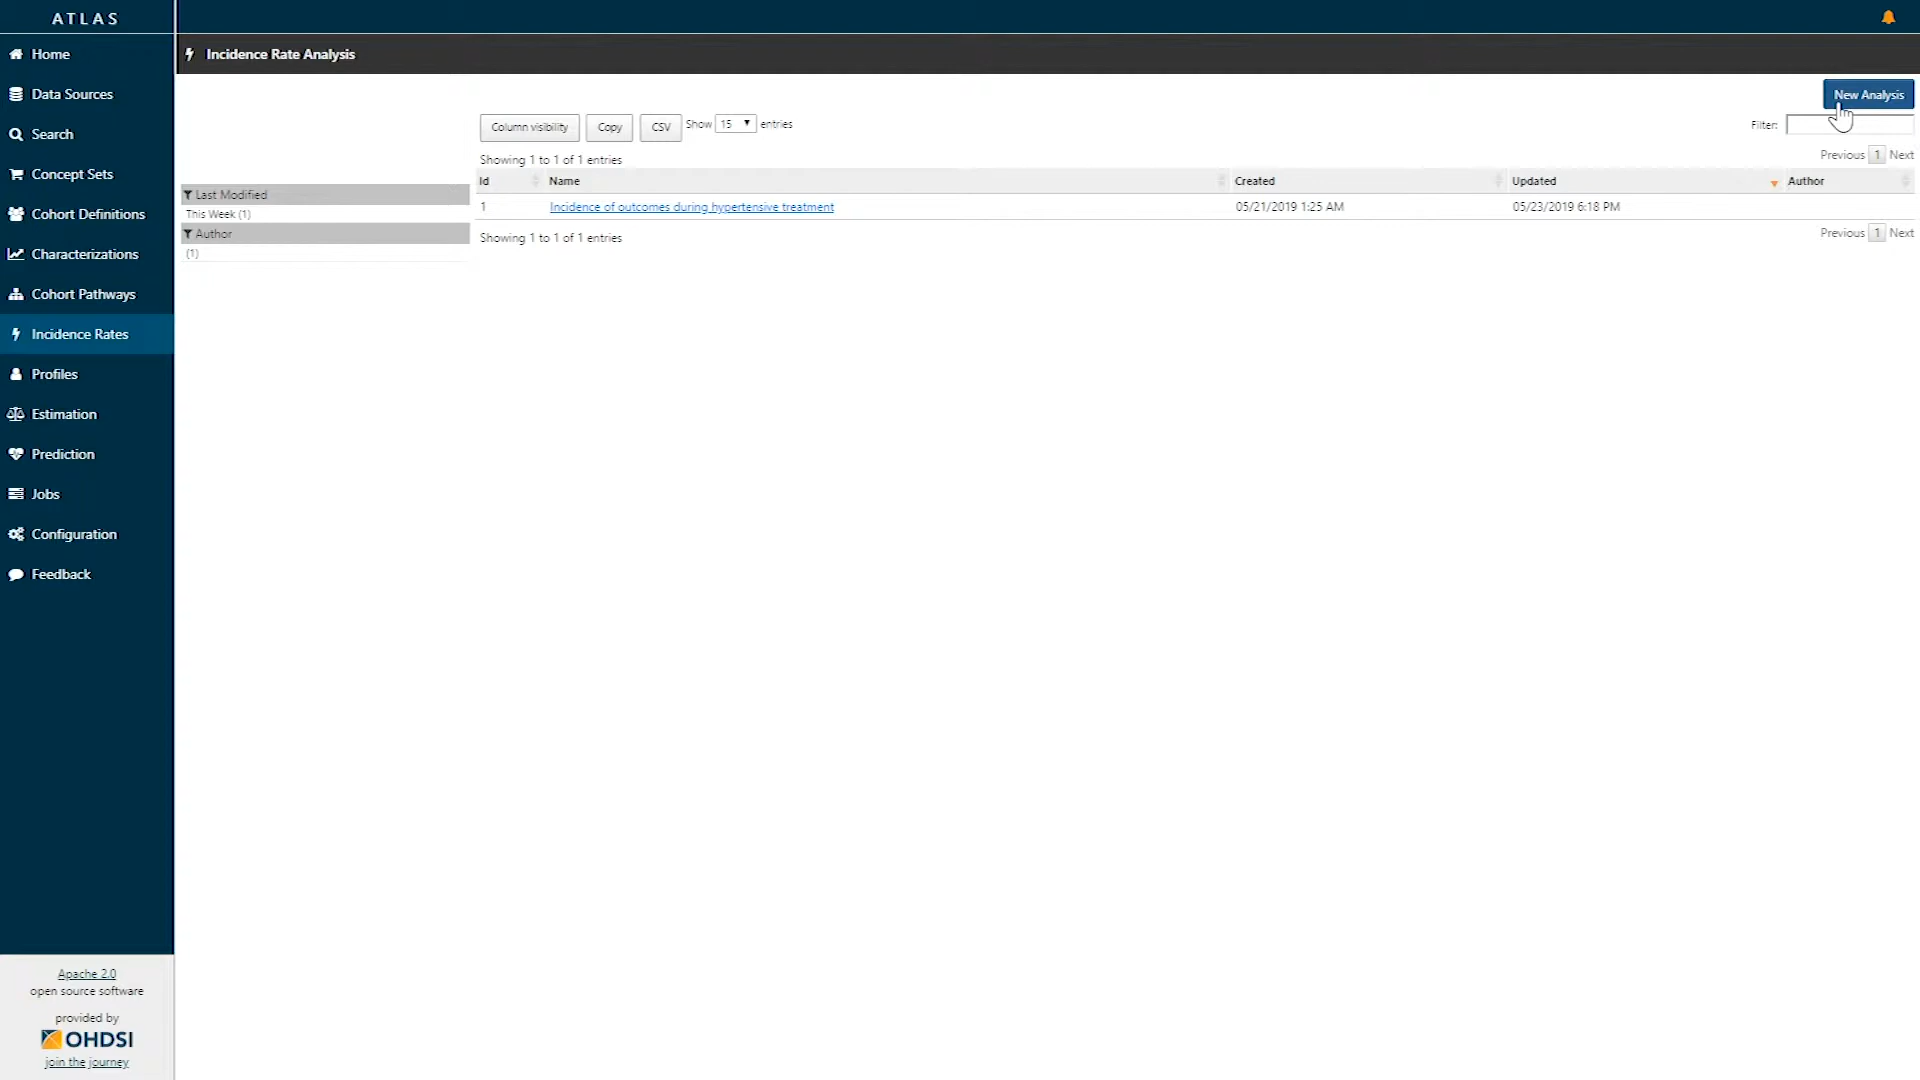 ATLAS
Home
Data Sources
Search
Concept Sets
Cohort Definitions
Characterizations
Cohort Pathways
Incidence Rates
Profiles
Estimation
Prediction
Jobs
Configuration
Feedback
Apache 2.0
open source software
provided by
OHDSI
join the journey
Incidence Rate Analysis
New Analysis
Column visibility Copy CSV Show 15 entries
Filter:
Showing 1 to 1 of 1 entries
Previous 1 Next
Last Modified
This Week (1)
Author
(1)
Id Name Created Updated Author
1 Incidence of outcomes during hypertensive treatment 05/21/2019 1:25 AM 05/23/2019 6:18 PM
Showing 1 to 1 of 1 entries
Previous 1 Next